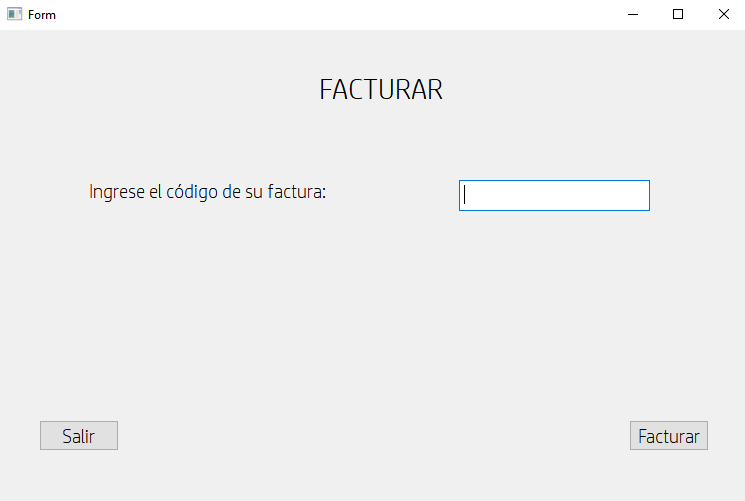 Form
FACTURAR
Ingrese el código de su factura:
Salir
Facturar